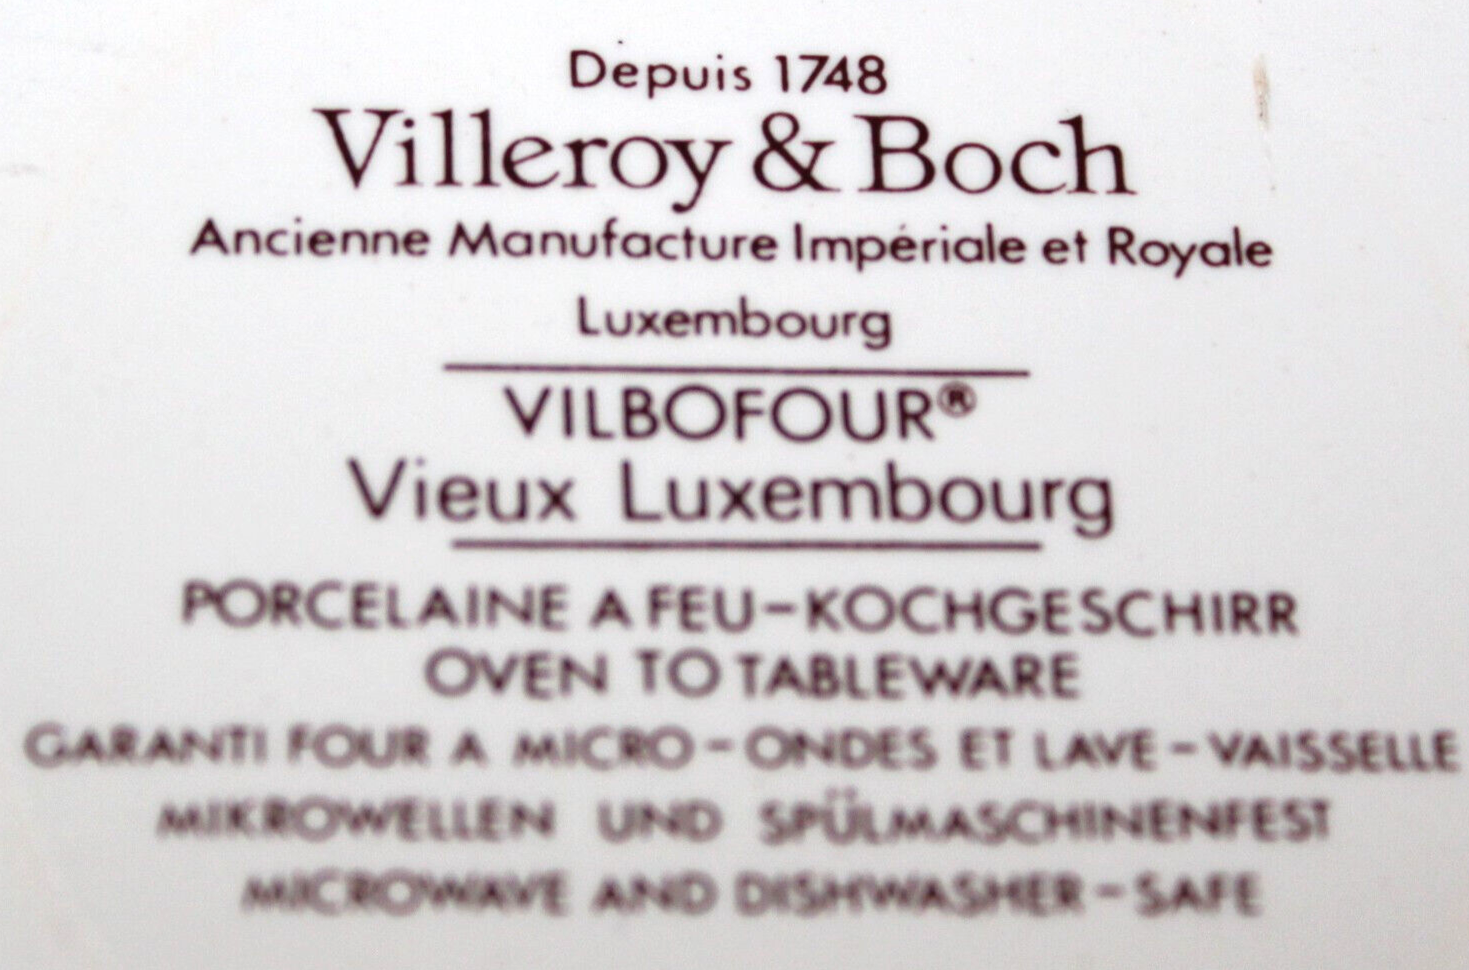 Depuis 1748
Villeroy & Boch
Ancienne Manufacture Impériale et Royale
Luxembourg
VILBOFOUR®
Vieux Luxembourg
PORCELAINE A FEU-KOCHGESCHIRR
OVEN TO TABLEWARE
GARANTI FOUR A MICRO-ONDES ET LAVE-VAISSELLE
MIKROWELLEN UND SPÜLMASCHINENFEST
MICROWAVE AND DISHWASHER-SAFE